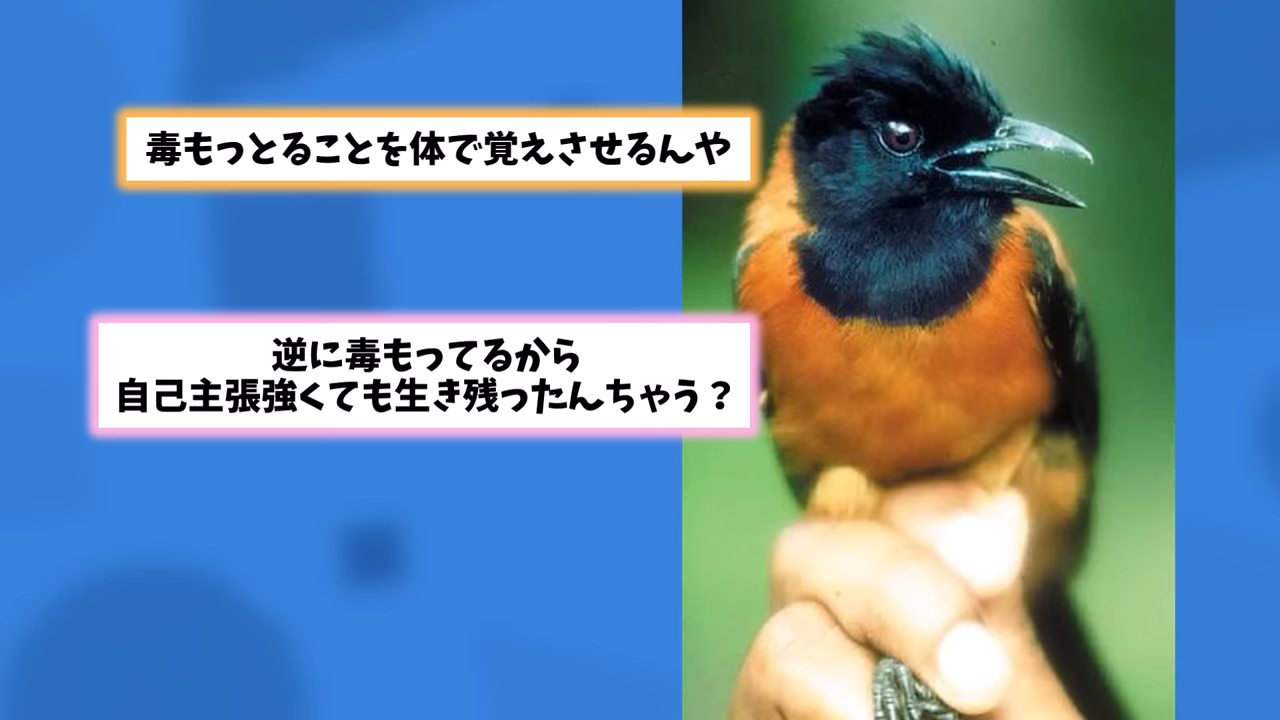 毒もっとることを体で覚えさせるんや
逆に毒もってるから
自己主張強くても生き残ったんちゃう？